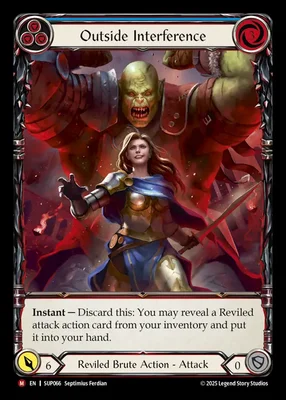 Outside Interference
Instant — Discard this: You may reveal a Reviled
attack action card from your inventory and put
it into your hand.
6
Reviled Brute Action - Attack
0
M EN | SUP066 Septimius Ferdian
© 2025 Legend Story Studios